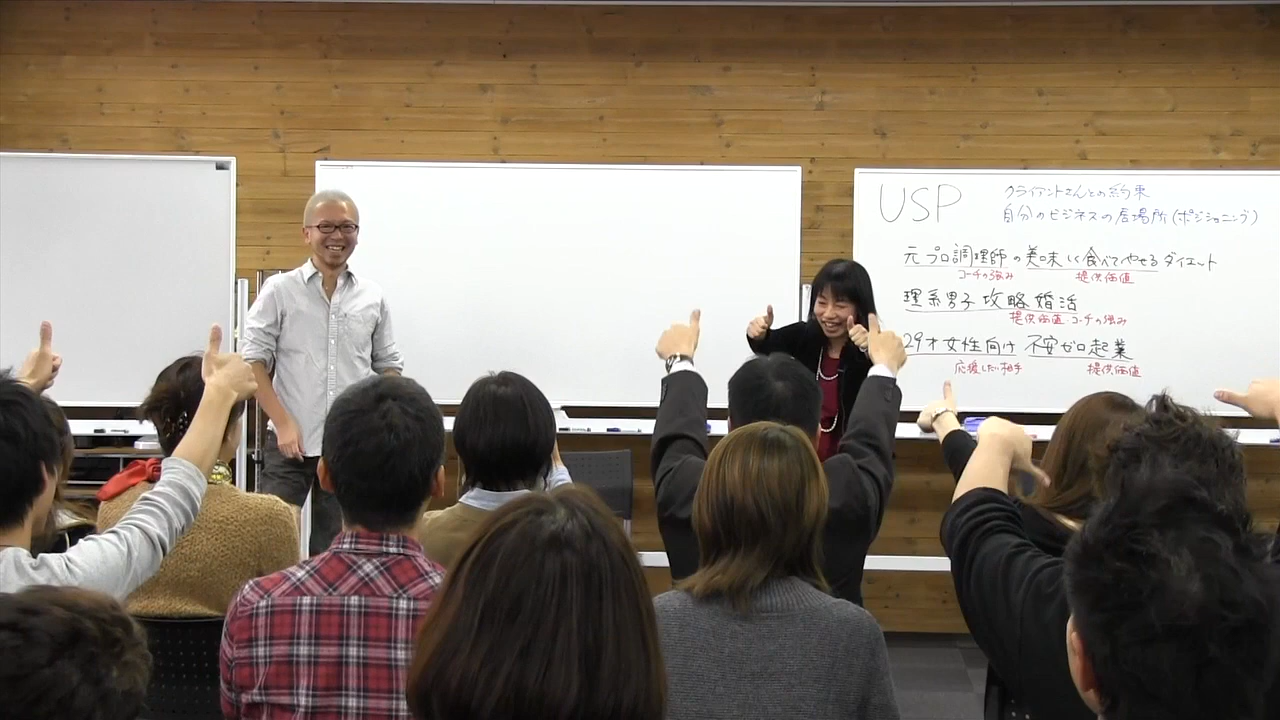 USP
クライアントさんとの約束
自分のビジネスの居場所(ポジショニング)
元プロ調理師の美味しく食べてやせるダイエット
コーチの強み 提供価値
理系男子攻略婚活
提供価値・コーチの強み
29才女性向け 不安ゼロ起業
応援したい相手 提供価値